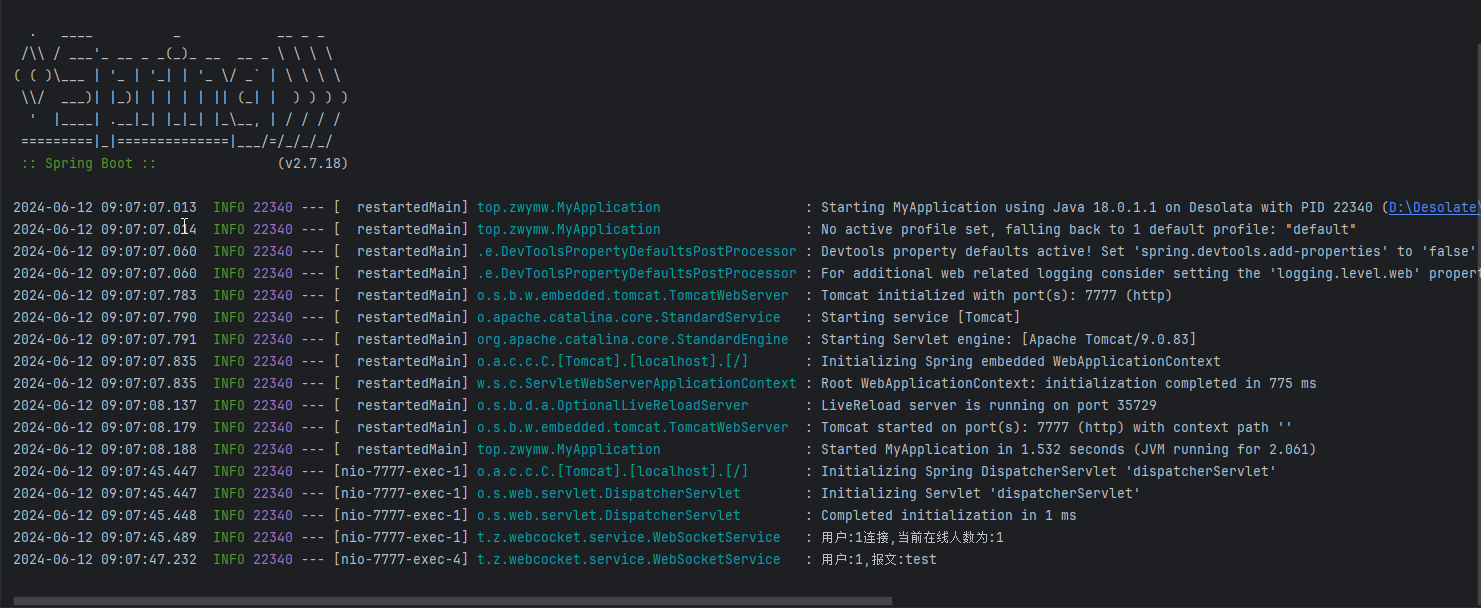 .   ____          _            __ _ _
 /\\ / ___'_ __ _ _(_)_ __  __ _ \ \ \ \
( ( )\___ | '_ | '_| | '_ \/ _` | \ \ \ \
 \\/  ___)| |_)| | | | | || (_| |  ) ) ) )
  '  |____| .__|_| |_|_| |_\__, | / / / /
 =========|_|==============|___/=/_/_/_/
 :: Spring Boot ::               (v2.7.18)
2024-06-12 09:07:07.013  INFO 22340 --- [  restartedMain] top.zwymw.MyApplication                  : Starting MyApplication using Java 18.0.1.1 on Desolata with PID 22340 (D:\Desolate\
2024-06-12 09:07:07.014  INFO 22340 --- [  restartedMain] top.zwymw.MyApplication                  : No active profile set, falling back to 1 default profile: "default"
2024-06-12 09:07:07.060  INFO 22340 --- [  restartedMain] .e.DevToolsPropertyDefaultsPostProcessor : Devtools property defaults active! Set 'spring.devtools.add-properties' to 'false'
2024-06-12 09:07:07.060  INFO 22340 --- [  restartedMain] .e.DevToolsPropertyDefaultsPostProcessor : For additional web related logging consider setting the 'logging.level.web' propert
2024-06-12 09:07:07.783  INFO 22340 --- [  restartedMain] o.s.b.w.embedded.tomcat.TomcatWebServer  : Tomcat initialized with port(s): 7777 (http)
2024-06-12 09:07:07.790  INFO 22340 --- [  restartedMain] o.apache.catalina.core.StandardService   : Starting service [Tomcat]
2024-06-12 09:07:07.791  INFO 22340 --- [  restartedMain] org.apache.catalina.core.StandardEngine  : Starting Servlet engine: [Apache Tomcat/9.0.83]
2024-06-12 09:07:07.835  INFO 22340 --- [  restartedMain] o.a.c.c.C.[Tomcat].[localhost].[/]       : Initializing Spring embedded WebApplicationContext
2024-06-12 09:07:07.835  INFO 22340 --- [  restartedMain] w.s.c.ServletWebServerApplicationContext : Root WebApplicationContext: initialization completed in 775 ms
2024-06-12 09:07:08.137  INFO 22340 --- [  restartedMain] o.s.b.d.a.OptionalLiveReloadServer       : LiveReload server is running on port 35729
2024-06-12 09:07:08.179  INFO 22340 --- [  restartedMain] o.s.b.w.embedded.tomcat.TomcatWebServer  : Tomcat started on port(s): 7777 (http) with context path ''
2024-06-12 09:07:08.188  INFO 22340 --- [  restartedMain] top.zwymw.MyApplication                  : Started MyApplication in 1.532 seconds (JVM running for 2.061)
2024-06-12 09:07:45.447  INFO 22340 --- [nio-7777-exec-1] o.a.c.c.C.[Tomcat].[localhost].[/]       : Initializing Spring DispatcherServlet 'dispatcherServlet'
2024-06-12 09:07:45.447  INFO 22340 --- [nio-7777-exec-1] o.s.web.servlet.DispatcherServlet        : Initializing Servlet 'dispatcherServlet'
2024-06-12 09:07:45.448  INFO 22340 --- [nio-7777-exec-1] o.s.web.servlet.DispatcherServlet        : Completed initialization in 1 ms
2024-06-12 09:07:45.489  INFO 22340 --- [nio-7777-exec-1] t.z.webcocket.service.WebSocketService   : 用户:1连接,当前在线人数为:1
2024-06-12 09:07:47.232  INFO 22340 --- [nio-7777-exec-4] t.z.webcocket.service.WebSocketService   : 用户:1,报文:test